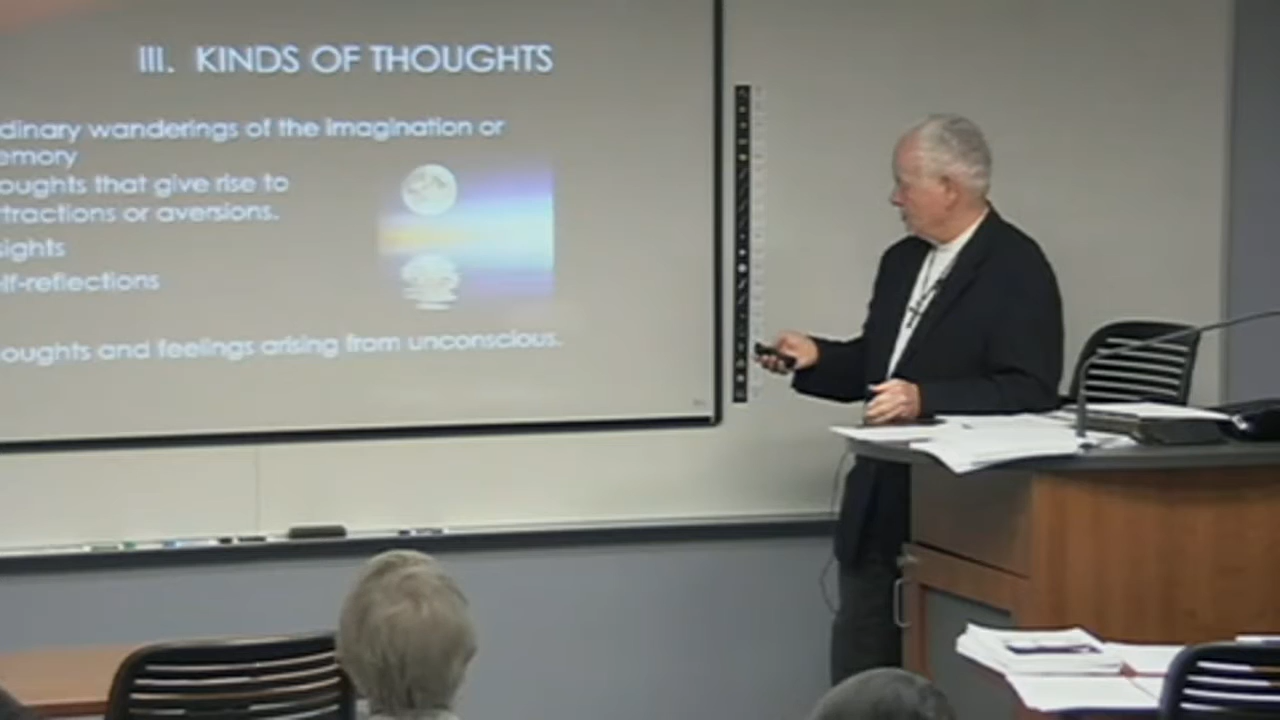 III. KINDS OF THOUGHTS
dinary wanderings of the imagination or
emory
oughts that give rise to
tractions or aversions.
sights
lf-reflections
oughts and feelings arising from unconscious.